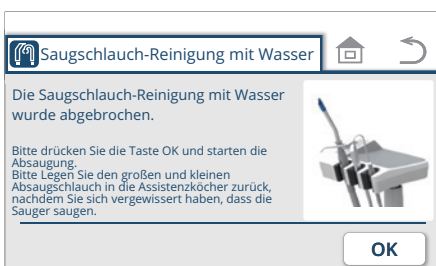 Saugschlauch-Reinigung mit Wasser
Die Saugschlauch-Reinigung mit Wasser
wurde abgebrochen.
Bitte drücken Sie die Taste OK und starten die
Absaugung.
Bitte Legen Sie den großen und kleinen
Absaugschlauch in die Assistenzköcher zurück,
nachdem Sie sich vergewissert haben, dass die
Sauger saugen.
OK